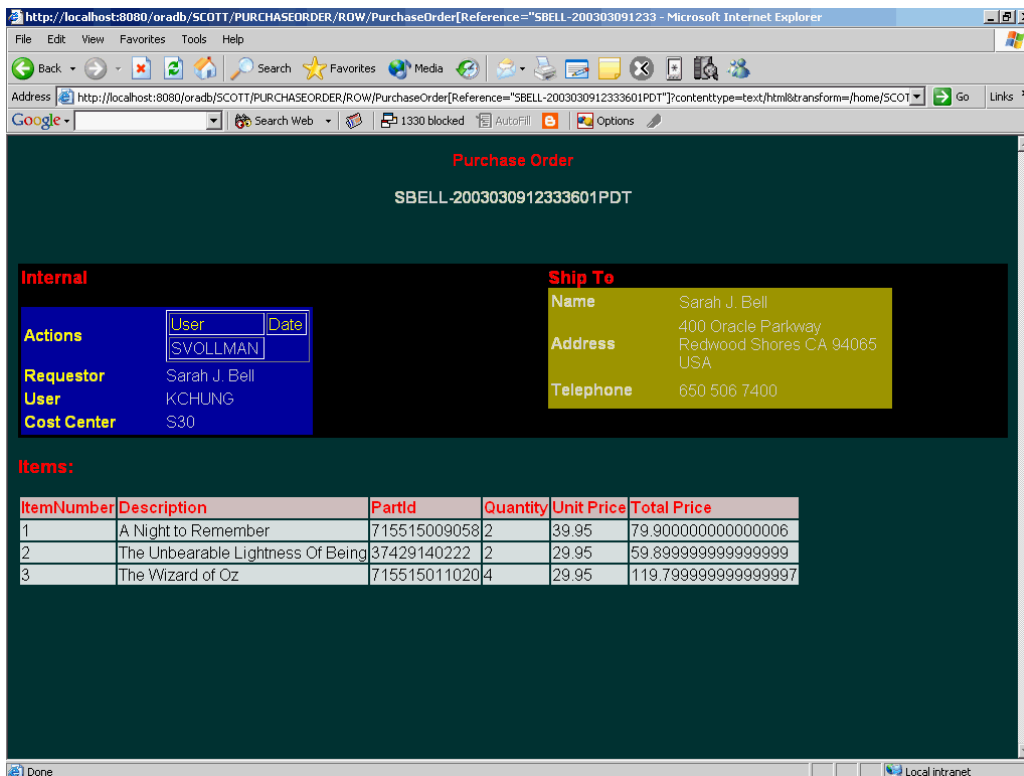 http://localhost:8080/oradb/SCOTT/PURCHASEORDER/ROW/PurchaseOrder[Reference="SBELL-200303091233 - Microsoft Internet Explorer
File Edit View Favorites Tools Help
Back Search Favorites Media
Address http://localhost:8080/oradb/SCOTT/PURCHASEORDER/ROW/PurchaseOrder[Reference="SBELL-2003030912333601PDT"]?contenttype=text/html&transform=/home/SCOT Go Links
Google Search Web 1330 blocked AutoFill Options
Purchase Order
SBELL-2003030912333601PDT
Internal
Actions User Date
SVOLLMAN
Requestor Sarah J. Bell
User KCHUNG
Cost Center S30
Ship To
Name Sarah J. Bell
Address 400 Oracle Parkway
Redwood Shores CA 94065
USA
Telephone 650 506 7400
Items:
ItemNumber Description PartId Quantity Unit Price Total Price
1 A Night to Remember 715515009058 2 39.95 79.900000000000006
2 The Unbearable Lightness Of Being 37429140222 2 29.95 59.899999999999999
3 The Wizard of Oz 715515011020 4 29.95 119.799999999999997
Done Local intranet